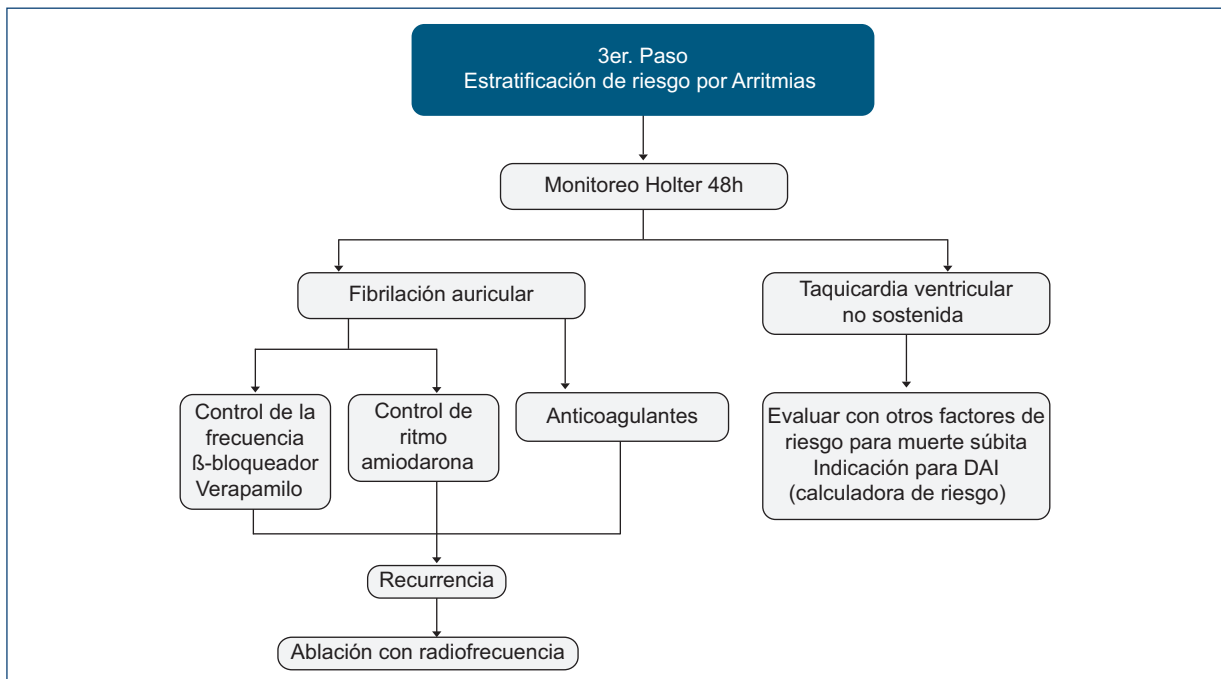 3er. Paso
Estratificación de riesgo por Arritmias
Monitoreo Holter 48h
Fibrilación auricular
Taquicardia ventricular
no sostenida
Control de la
frecuencia
ß-bloqueador
Verapamilo
Control de
ritmo
amiodarona
Anticoagulantes
Evaluar con otros factores de
riesgo para muerte súbita
Indicación para DAI
(calculadora de riesgo)
Recurrencia
Ablación con radiofrecuencia